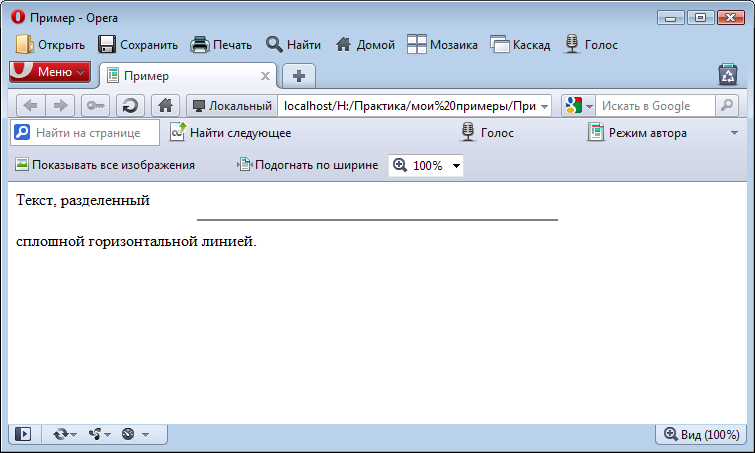 Пример - Opera
Открыть Сохранить Печать Найти Домой Мозаика Каскад Голос
Меню Пример
Локальный localhost/H:/Практика/мои%20примеры/При Искать в Google
Найти на странице Найти следующее Голос Режим автора
Показывать все изображения Подогнать по ширине 100%
Текст, разделенный
сплошной горизонтальной линией.
Вид (100%)